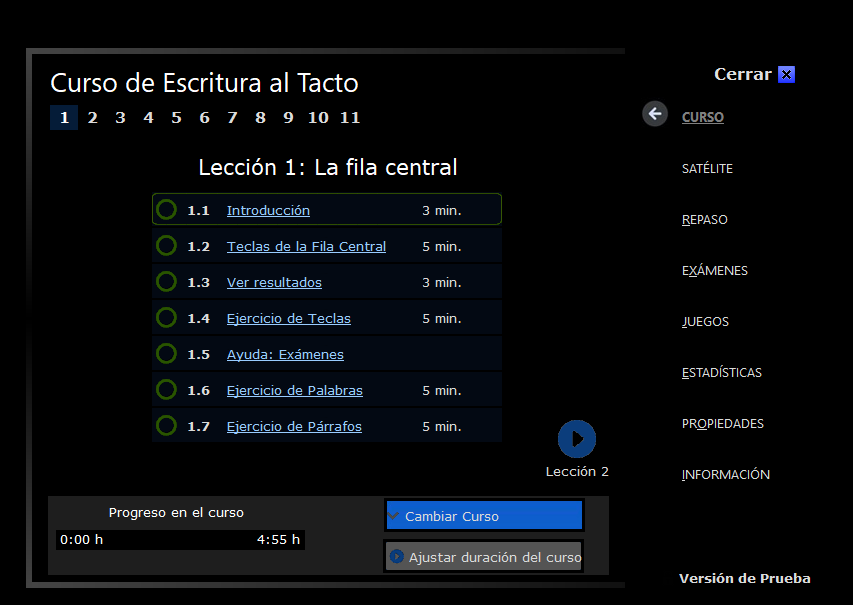 Cerrar
Curso de Escritura al Tacto
1 2 3 4 5 6 7 8 9 10 11
CURSO
Lección 1: La fila central
SATÉLITE
1.1 Introducción 3 min.
REPASO
1.2 Teclas de la Fila Central 5 min.
EXÁMENES
1.3 Ver resultados 3 min.
1.4 Ejercicio de Teclas 5 min.
JUEGOS
1.5 Ayuda: Exámenes
ESTADÍSTICAS
1.6 Ejercicio de Palabras 5 min.
1.7 Ejercicio de Párrafos 5 min.
PROPIEDADES
Lección 2
INFORMACIÓN
Progreso en el curso
Cambiar Curso
0:00 h 4:55 h
Ajustar duración del curso
Versión de Prueba